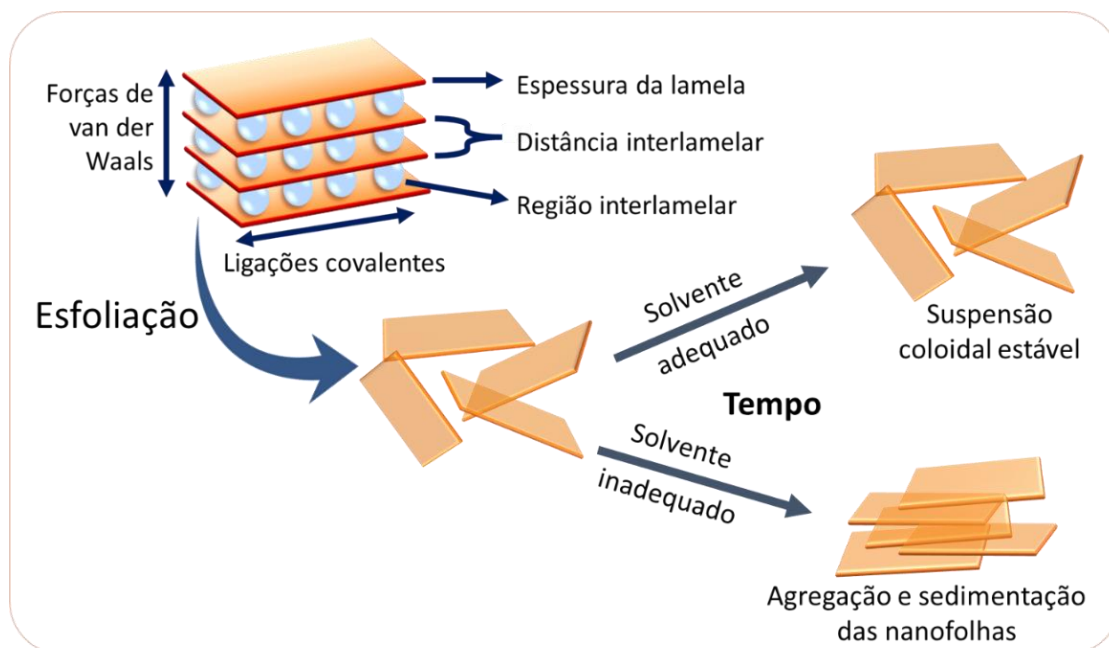 Forças de
van der
Waals
Espessura da lamela
Distância interlamelar
Região interlamelar
Ligações covalentes
Esfoliação
Solvente
adequado
Suspensão
coloidal estável
Tempo
Solvente
inadequado
Agregação e sedimentação
das nanofolhas